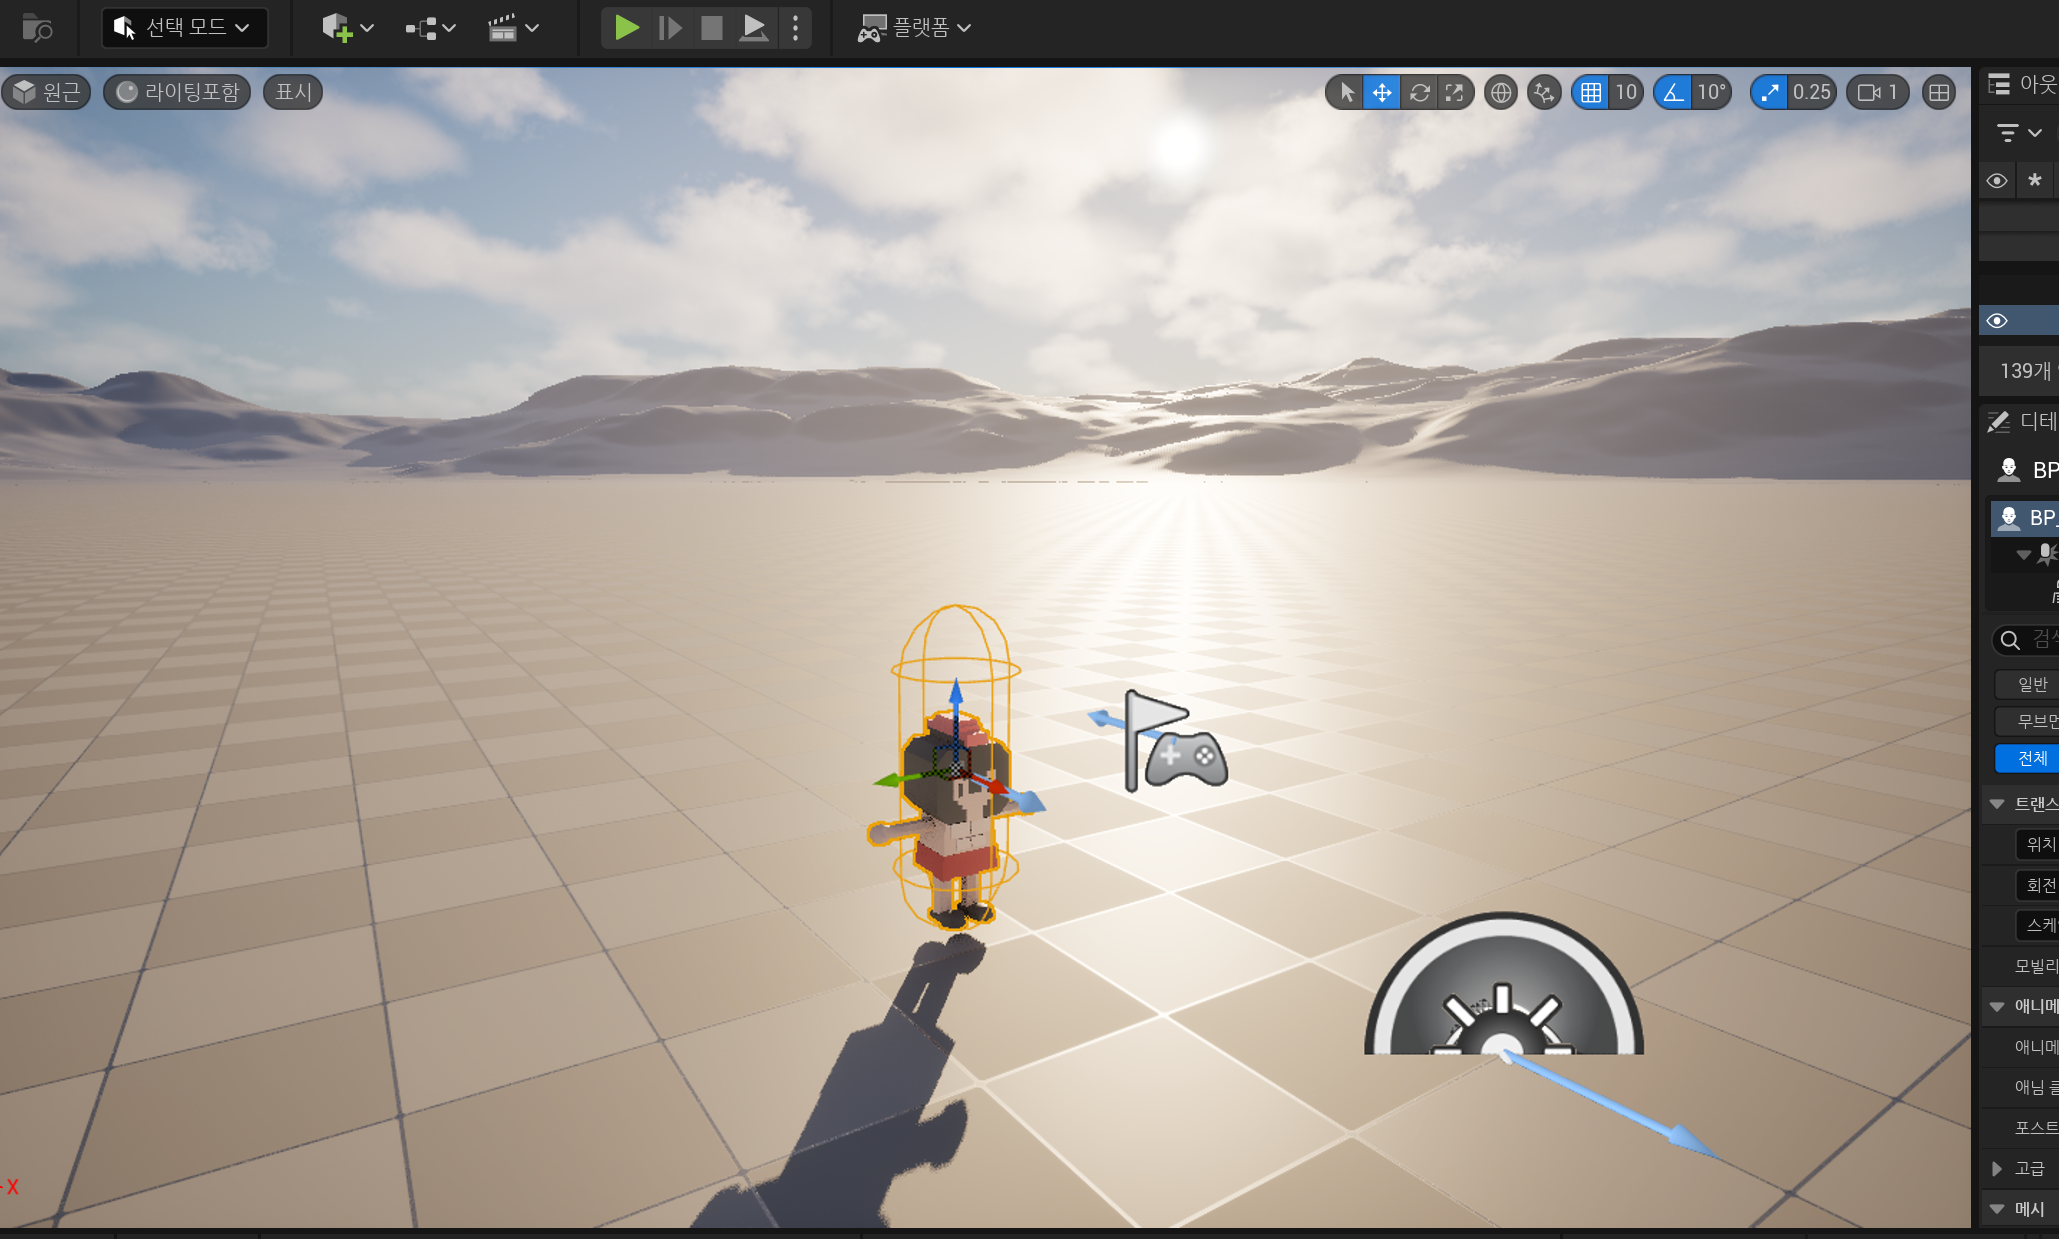 선택 모드
플랫폼
원근
라이팅포함
표시
10
10°
0.25
1
아웃
139개
디테
BP
BP_
검색
일반
무브먼
전체
트랜스
위치
회전
스케
모빌리
애니메
애니메
애님 클
포스트
고급
메시
X